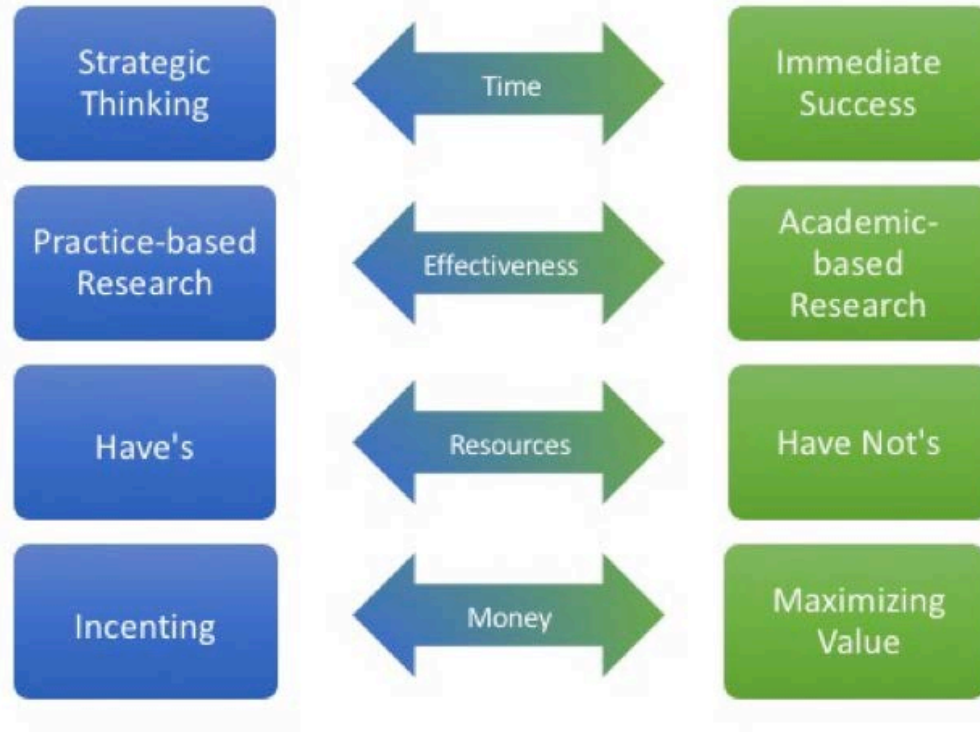 Strategic
Thinking
Time
Immediate
Success
Practice-based
Research
Effectiveness
Academic-
based
Research
Have's
Resources
Have Not's
Incenting
Money
Maximizing
Value